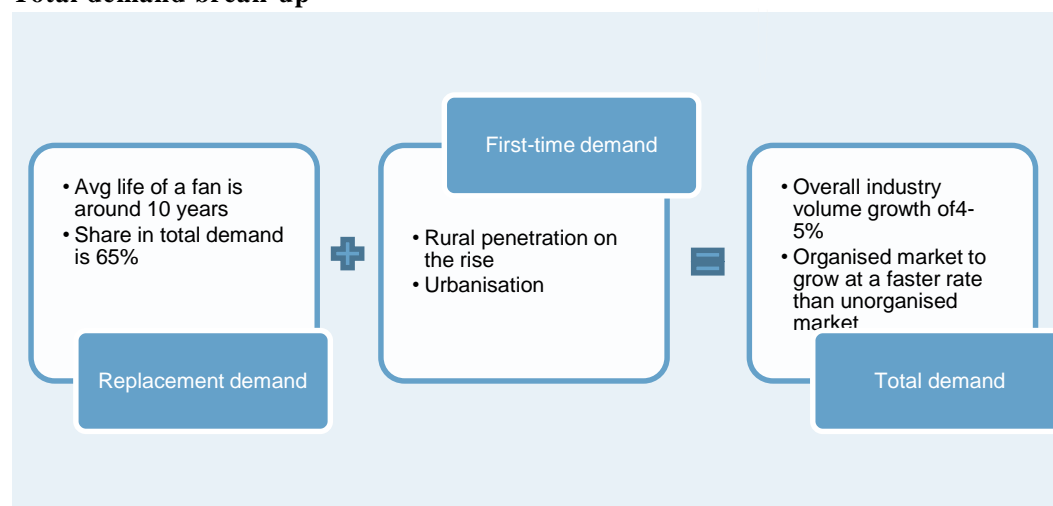 Total demand break-up
First-time demand
• Avg life of a fan is
around 10 years
• Share in total demand
is 65%
Replacement demand
• Rural penetration on
the rise
• Urbanisation
• Overall industry
volume growth of4-
5%
• Organised market to
grow at a faster rate
than unorganised
market
Total demand